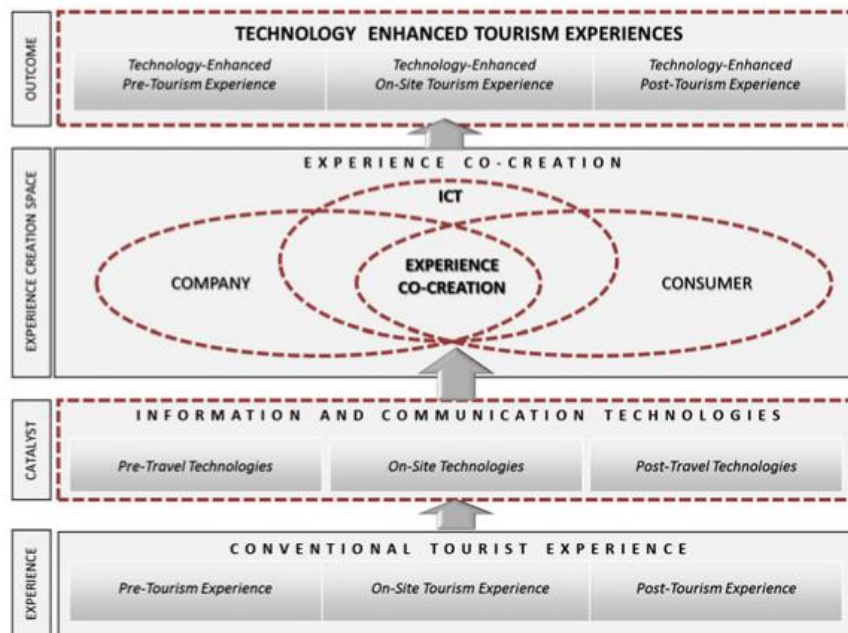 OUTCOME
TECHNOLOGY ENHANCED TOURISM EXPERIENCES
Technology-Enhanced
Pre-Tourism Experience
Technology-Enhanced
On-Site Tourism Experience
Technology-Enhanced
Post-Tourism Experience
EXPERIENCE CREATION SPACE
EXPERIENCE CO-CREATION
ICT
COMPANY
EXPERIENCE
CO-CREATION
CONSUMER
CATALYST
INFORMATION AND COMMUNICATION TECHNOLOGIES
Pre-Travel Technologies
On-Site Technologies
Post-Travel Technologies
EXPERIENCE
CONVENTIONAL TOURIST EXPERIENCE
Pre-Tourism Experience
On-Site Tourism Experience
Post-Tourism Experience